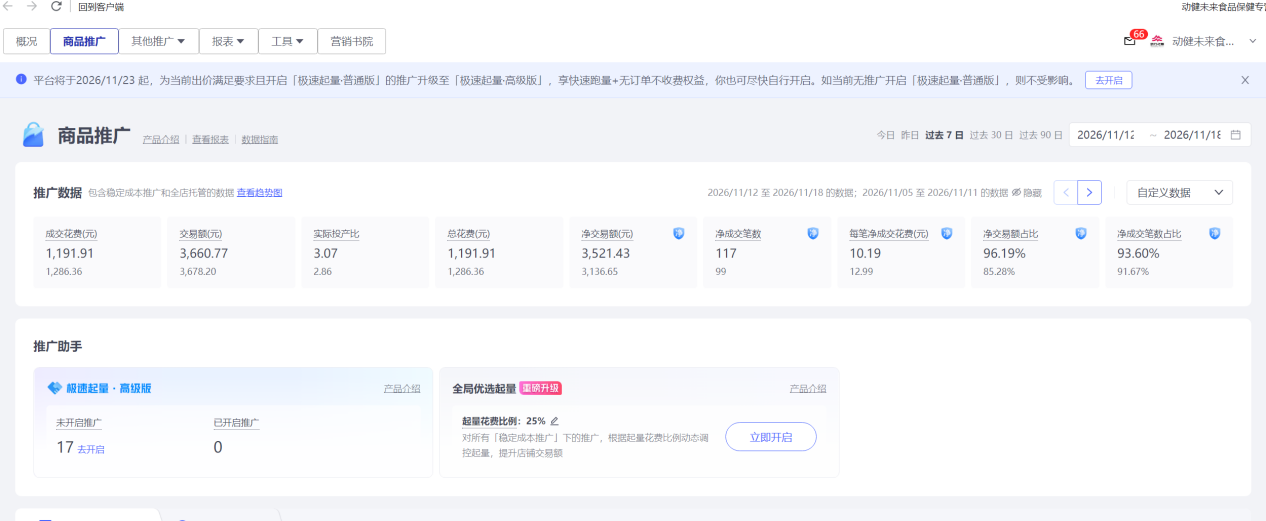 回到客户端
动健未来食品保健专营
概况 商品推广 其他推广 报表 工具 营销书院
66 动健未来食...
平台将于2026/11/23 起，为当前出价满足要求且开启「极速起量·普通版」的推广升级至「极速起量·高级版」，享快速跑量+无订单不收费权益，你也可尽快自行开启。如当前无推广开启「极速起量·普通版」，则不受影响。 去开启
商品推广 产品介绍 查看报表 数据指南
今日 昨日 过去 7 日 过去 30 日 过去 90 日 2026/11/12 ~ 2026/11/18
推广数据 包含稳定成本推广和全店托管的数据 查看趋势图
2026/11/12 至 2026/11/18 的数据；2026/11/05 至 2026/11/11 的数据 隐藏 自定义数据
成交花费(元) 交易额(元) 实际投产比 总花费(元) 净交易额(元) 净成交笔数 每笔净成交花费(元) 净交易额占比 净成交笔数占比
1,191.91 3,660.77 3.07 1,191.91 3,521.43 117 10.19 96.19% 93.60%
1,286.36 3,678.20 2.86 1,286.36 3,136.65 99 12.99 85.28% 91.67%
推广助手
极速起量 · 高级版 产品介绍
未开启推广 已开启推广
17 去开启 0
全局优选起量 重磅升级 产品介绍
起量花费比例：25%
对所有「稳定成本推广」下的推广，根据起量花费比例动态调
控起量，提升店铺交易额
立即开启